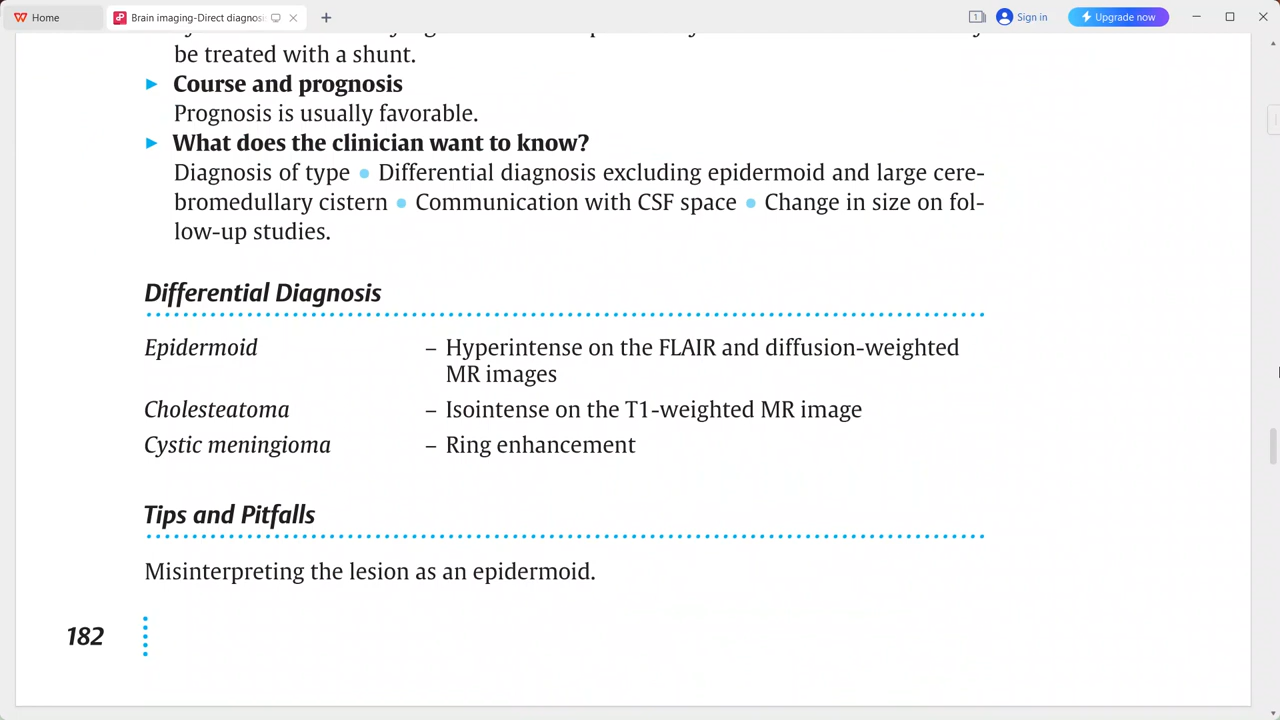 Home
Brain imaging-Direct diagnosi
1
Sign in
Upgrade now
be treated with a shunt.
Course and prognosis
Prognosis is usually favorable.
What does the clinician want to know?
Diagnosis of type • Differential diagnosis excluding epidermoid and large cere-
bromedullary cistern • Communication with CSF space • Change in size on fol-
low-up studies.
Differential Diagnosis
Epidermoid – Hyperintense on the FLAIR and diffusion-weighted
MR images
Cholesteatoma – Isointense on the T1-weighted MR image
Cystic meningioma – Ring enhancement
Tips and Pitfalls
Misinterpreting the lesion as an epidermoid.
182